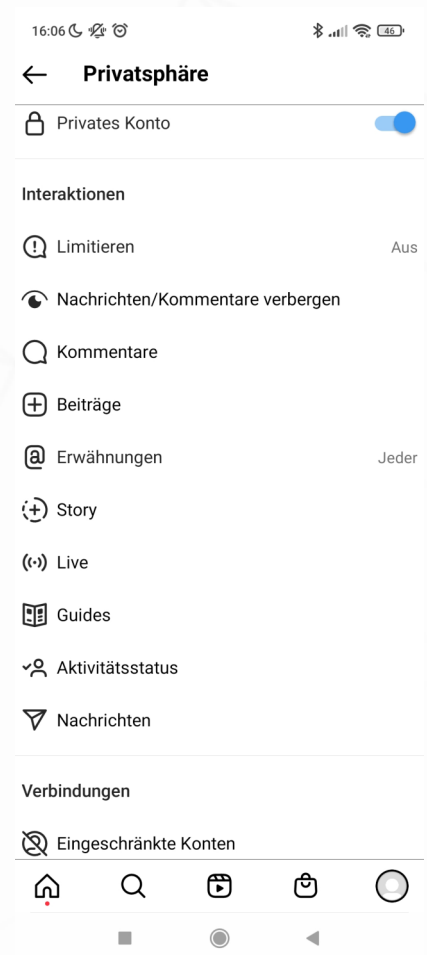 16:06
46
Privatsphäre
Privates Konto
Interaktionen
Limitieren Aus
Nachrichten/Kommentare verbergen
Kommentare
Beiträge
Erwähnungen Jeder
Story
Live
Guides
Aktivitätsstatus
Nachrichten
Verbindungen
Eingeschränkte Konten